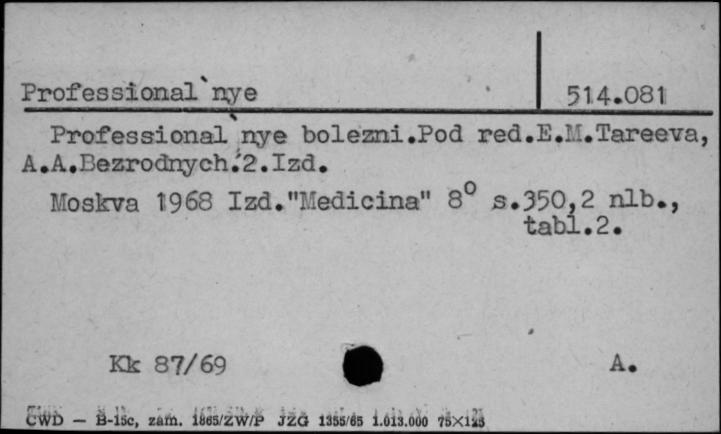 Professional`nye 514.081
Professional`nye bolezni.Pod red.E.M.Tareeva,
A.A.Bezrodnych.2.Izd.
Moskva 1968 Izd."Medicina" 8° s.350,2 nlb.,
tabl.2.
Kk 87/69 A.
CWD — B-15c, zam. 1865/ZW/P JZG 1355/65 1.013.000 75×125